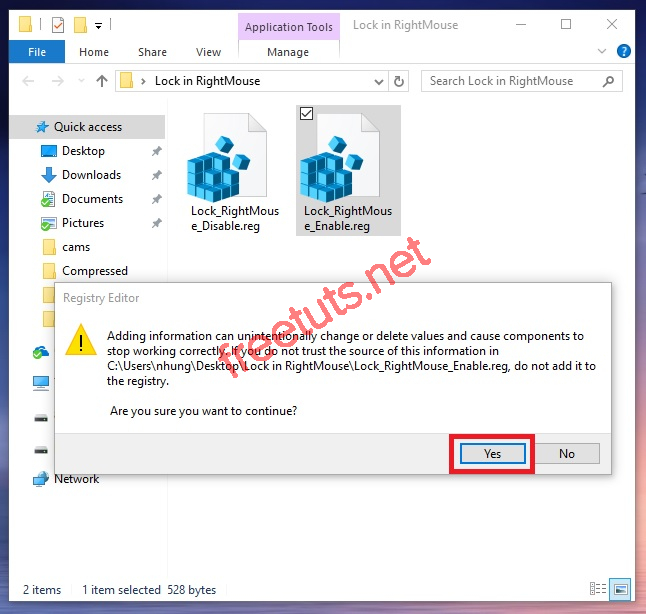 Application Tools
Lock in RightMouse
File
Home
Share
View
Manage
Lock in RightMouse
Search Lock in RightMouse
Quick access
Desktop
Downloads
Documents
Pictures
cams
Compressed
Network
Lock_RightMous
e_Disable.reg
Lock_RightMous
e_Enable.reg
Registry Editor
Adding information can unintentionally change or delete values and cause components to
stop working correctly. If you do not trust the source of this information in
C:\Users\nhung\Desktop\Lock in RightMouse\Lock_RightMouse_Enable.reg, do not add it to
the registry.
Are you sure you want to continue?
Yes
No
freetuts.net
2 items
1 item selected 528 bytes